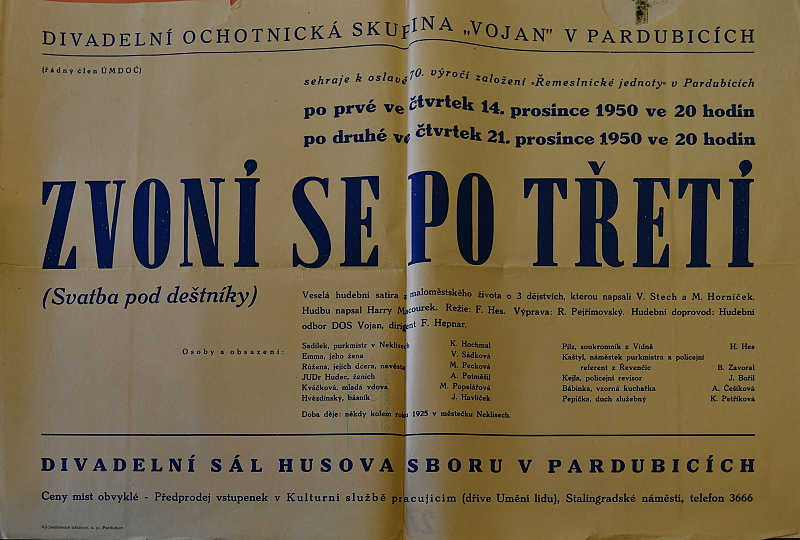 DIVADELNÍ OCHOTNICKÁ SKUPINA „VOJAN" V PARDUBICÍCH
(řádný člen ÚMDOČ)
sehraje k oslavě 70. výročí založení »Řemeslnické jednoty« v Pardubicích
po prvé ve čtvrtek 14. prosince 1950 ve 20 hodin
po druhé ve čtvrtek 21. prosince 1950 ve 20 hodin
ZVONÍ SE PO TŘETÍ
(Svatba pod deštníky)
Veselá hudební satira z maloměstského života o 3 dějstvích, kterou napsali V. Stech a M. Horníček.
Hudbu napsal Harry Macourek. Režie: F. Hes. Výprava: R. Pejřimovský. Hudební doprovod: Hudební
odbor DOS Vojan, dirigent F. Hepnar.
Osoby a obsazení:
Sadílek, purkmistr v Neklisech K. Hochmal
Emma, jeho žena V. Sádková
Růžena, jejich dcera, nevěsta M. Pecková
JUDr Hudec, ženich A. Potměšil
Kváčková, mladá vdova M. Popelářová
Hvězdinský, básník J. Havlíček
Pilz, soukromník z Vídně H. Hes
Kaštyl, náměstek purkmistra a policejní
referent z Řevenčic B. Zavoral
Kejla, policejní revisor J. Bořil
Bábinka, vzorná kuchařka A. Češíková
Pepička, duch služebný K. Petříková
Doba děje: někdy kolem roku 1925 v městečku Neklisech.
DIVADELNÍ SÁL HUSOVA SBORU V PARDUBICÍCH
Ceny míst obvyklé - Předprodej vstupenek v Kulturní službě pracujícím (dříve Umění lidu), Stalingradské náměstí, telefon 3666
Východočeské tiskárny, n. p. Pardubice